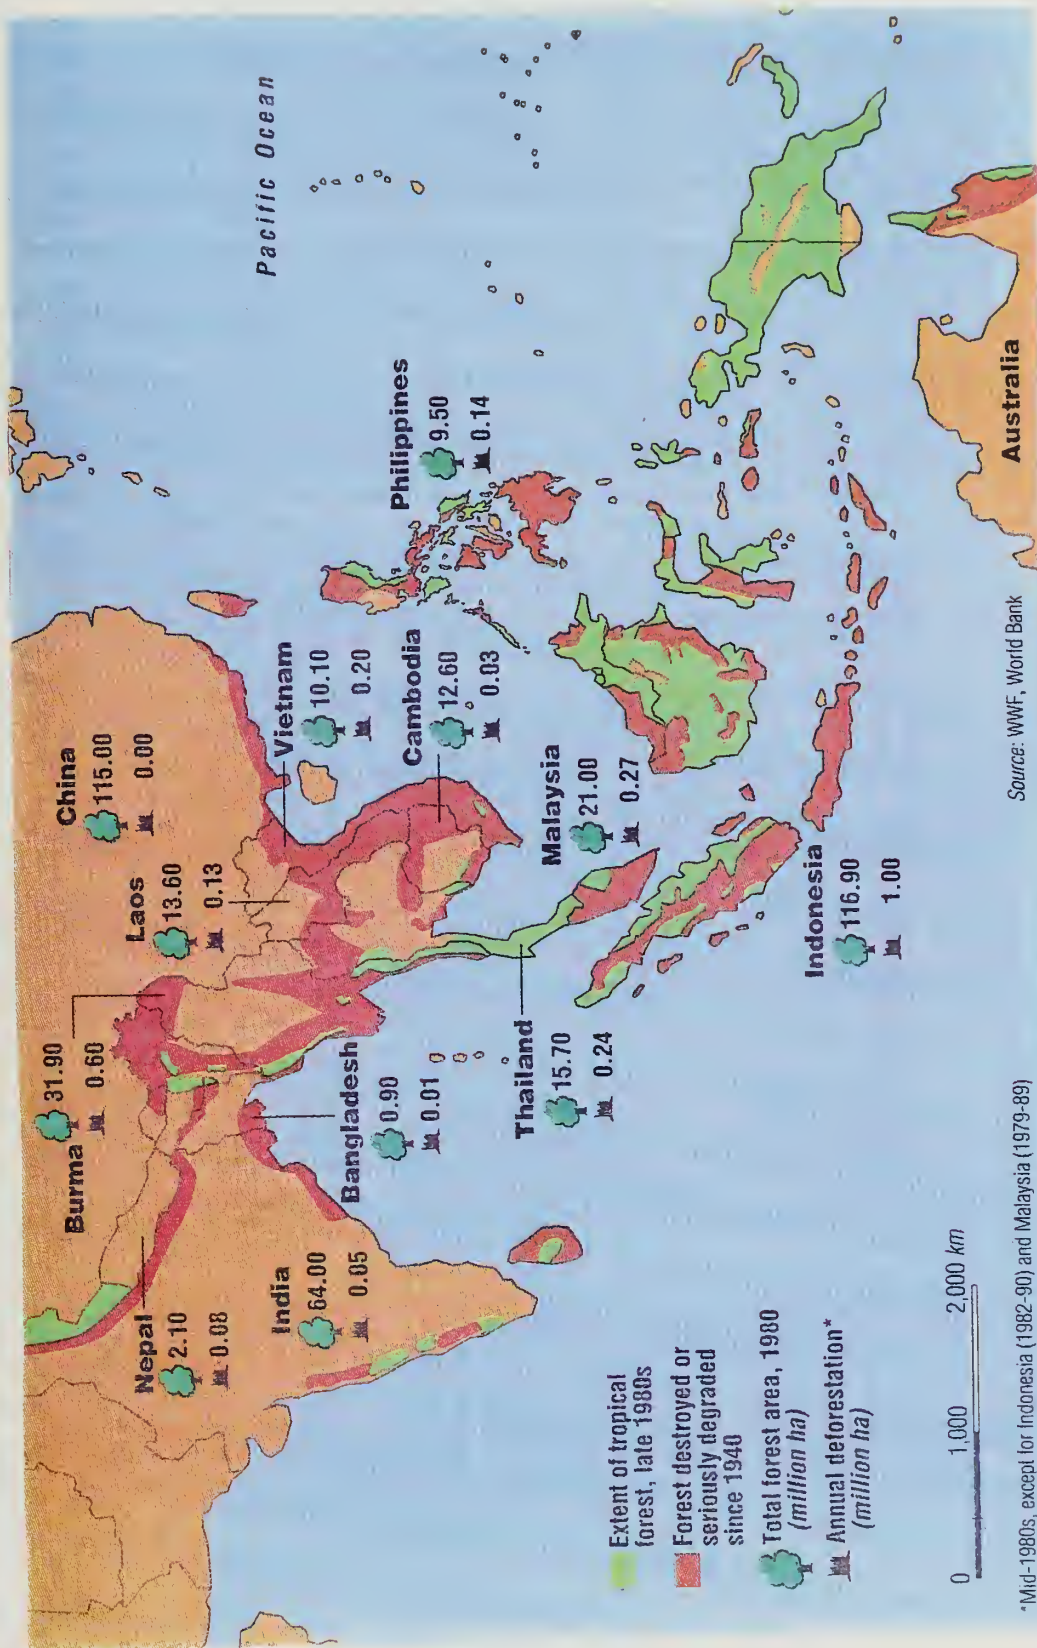 Pacific Ocean
China
115.00
0.00
Laos
13.60
0.13
Burma
31.90
0.60
Nepal
2.10
0.08
India
64.00
0.05
Bangladesh
0.90
0.01
Vietnam
10.10
0.20
Cambodia
12.60
0.03
Philippines
9.50
0.14
Thailand
15.70
0.24
Malaysia
21.00
0.27
Indonesia
116.90
1.00
Australia
Extent of tropical
forest, late 1980s
Forest destroyed or
seriously degraded
since 1940
Total forest area, 1980
(million ha)
Annual deforestation*
(million ha)
0 1,000 2,000 km
*Mid-1980s, except for Indonesia (1982-90) and Malaysia (1979-89)
Source: WWF, World Bank